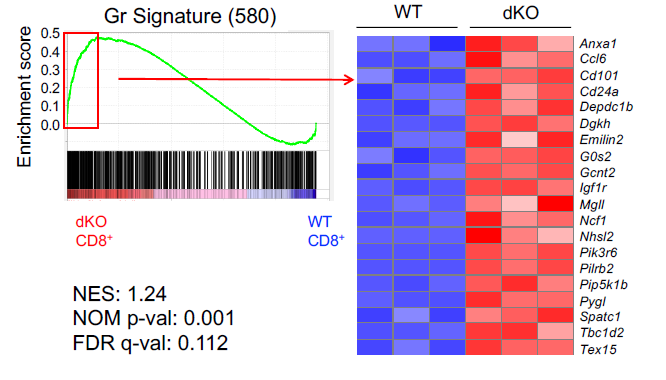 Gr Signature (580)
Enrichment score
0.5
0.4
0.3
0.2
0.1
0.0
dKO
CD8+
WT
CD8+
NES: 1.24
NOM p-val: 0.001
FDR q-val: 0.112
WT
dKO
Anxa1
Ccl6
Cd101
Cd24a
Depdc1b
Dgkh
Emilin2
G0s2
Gcnt2
Igf1r
Mgll
Ncf1
Nhsl2
Pik3r6
Pilrb2
Pip5k1b
Pygl
Spatc1
Tbc1d2
Tex15